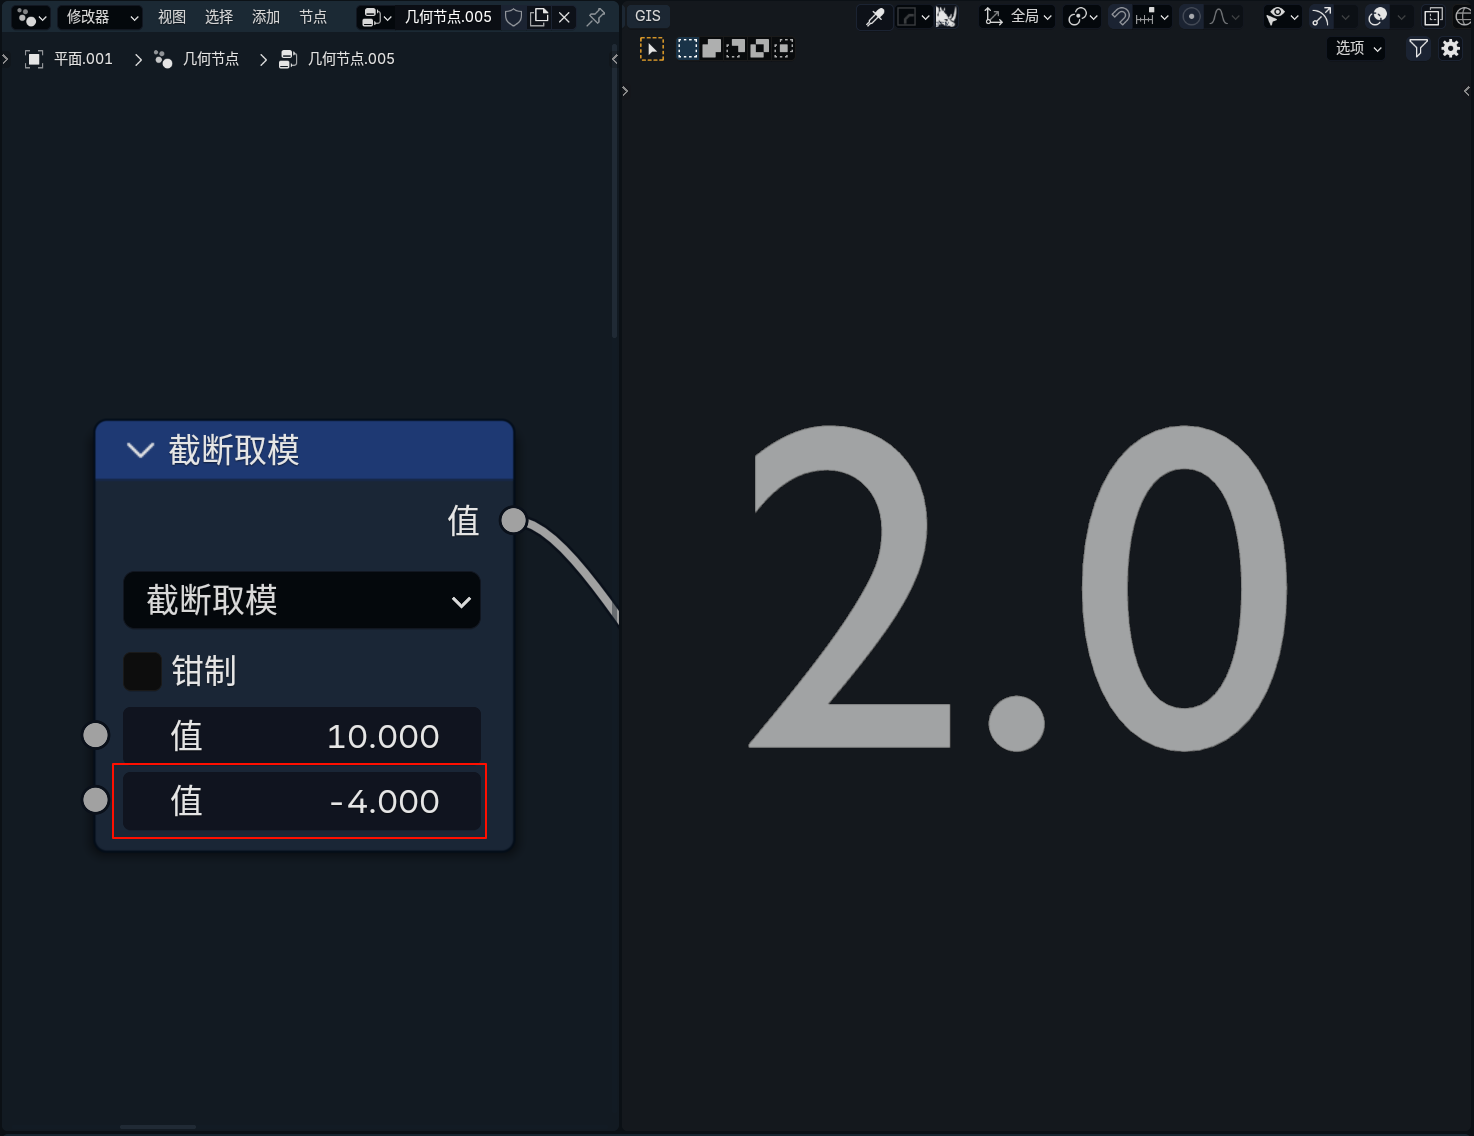 修改器 视图 选择 添加 节点 几何节点.005
平面.001 几何节点 几何节点.005
GIS 全局
选项
截断取模
值
截断取模
钳制
值 10.000
值 -4.000
2.0